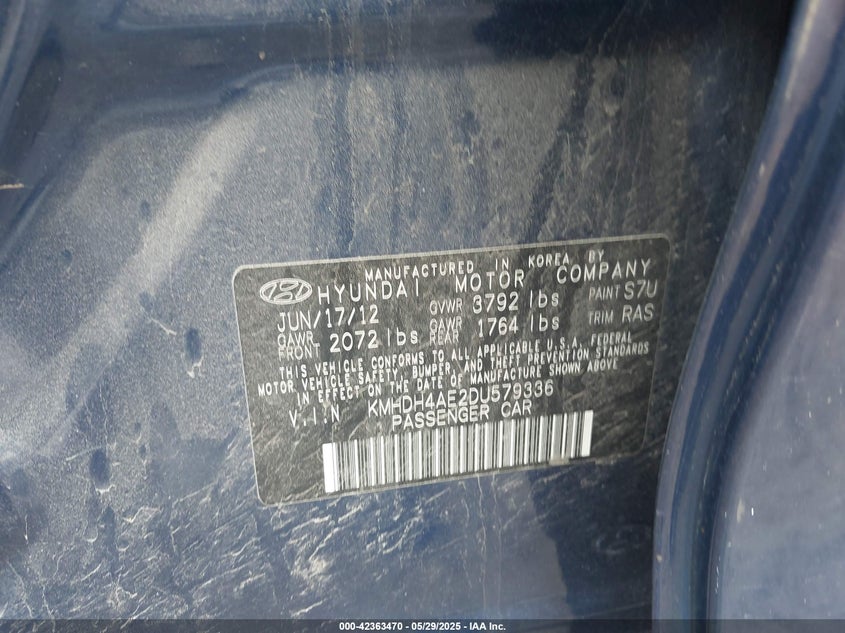 MANUFACTURED IN KOREA BY
HYUNDAI MOTOR COMPANY
JUN/17/12 GVWR 3792 lbs PAINT S7U
GAWR FRONT 2072 lbs GAWR REAR 1764 lbs TRIM RAS
THIS VEHICLE CONFORMS TO ALL APPLICABLE U.S.A. FEDERAL
MOTOR VEHICLE SAFETY, BUMPER, AND THEFT PREVENTION STANDARDS
IN EFFECT ON THE DATE OF MANUFACTURE SHOWN ABOVE
V.I.N KMHDH4AE2DU579336
PASSENGER CAR
000-42363470 - 05/29/2025 - IAA Inc.